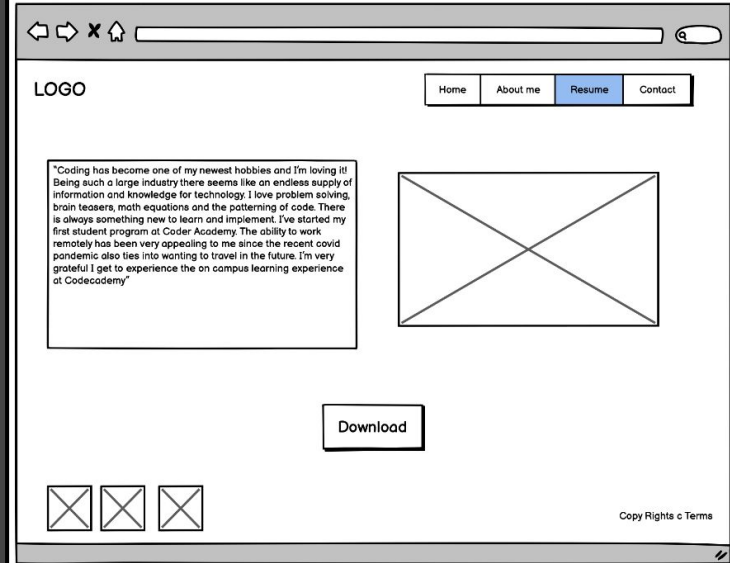 LOGO
Home
About me
Resume
Contact
"Coding has become one of my newest hobbies and I'm loving it!
Being such a large industry there seems like an endless supply of
information and knowledge for technology. I love problem solving,
brain teasers, math equations and the patterning of code. There
is always something new to learn and implement. I've started my
first student program at Coder Academy. The ability to work
remotely has been very appealing to me since the recent covid
pandemic also ties into wanting to travel in the future. I'm very
grateful I get to experience the on campus learning experience
at Codecademy"
Download
Copy Rights c Terms